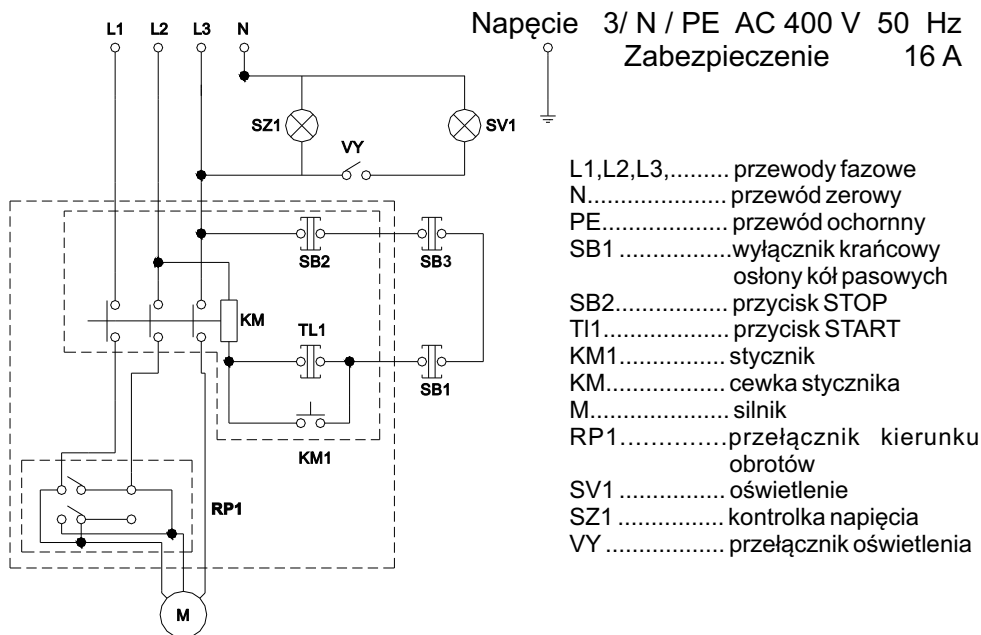 Napęcie 3/ N / PE AC 400 V 50 Hz
Zabezpieczenie 16 A
L1 L2 L3 N
SZ1
SV1
VY
SB2
SB3
KM
TL1
SB1
KM1
RP1
M
L1,L2,L3,......... przewody fazowe
N..................... przewód zerowy
PE................... przewód ochornny
SB1 ................wyłącznik krańcowy
osłony kół pasowych
SB2................. przycisk STOP
Tl1................... przycisk START
KM1................ stycznik
KM.................. cewka stycznika
M..................... silnik
RP1..............przełącznik kierunku
obrotów
SV1 ................ oświetlenie
SZ1 ................ kontrolka napięcia
VY .................. przełącznik oświetlenia